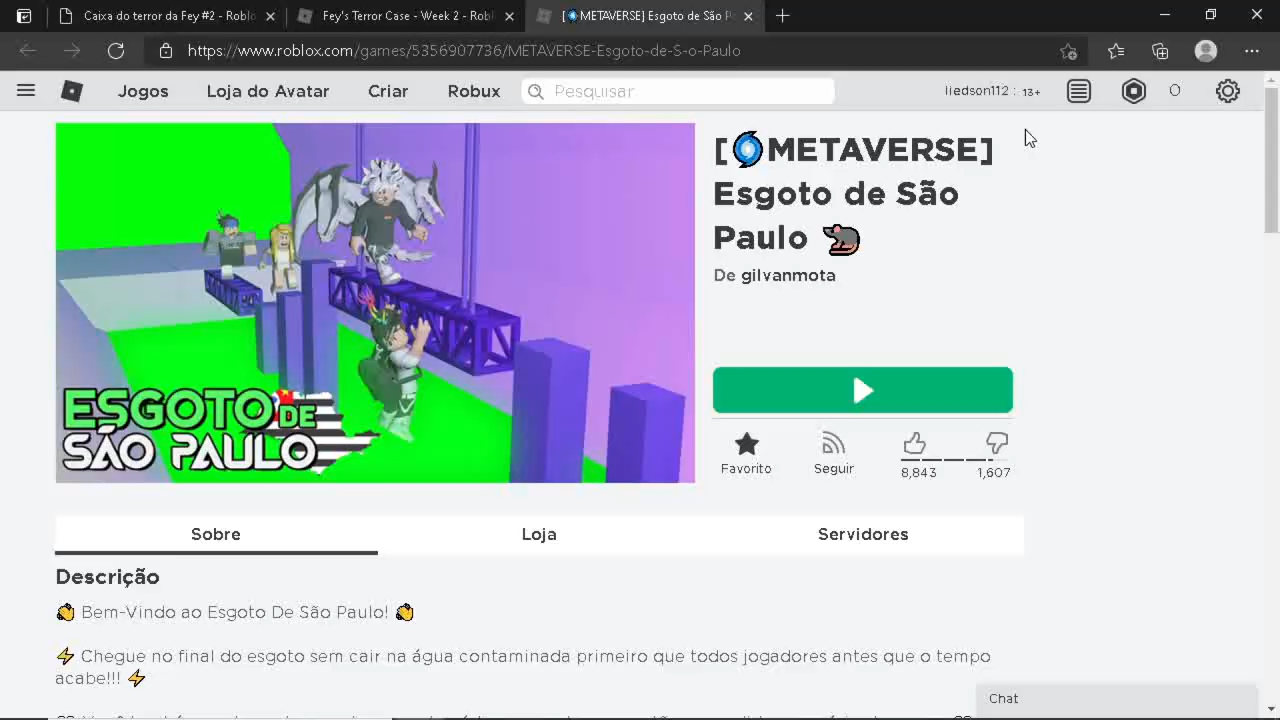 Caixa do terror da Fey #2 - Roblo
Fey's Terror Case - Week 2 - Robl
[🌀METAVERSE] Esgoto de São P
https://www.roblox.com/games/5356907736/METAVERSE-Esgoto-de-S-o-Paulo
Jogos
Loja do Avatar
Criar
Robux
Pesquisar
liedson112 : 13+
0
[🌀METAVERSE]
Esgoto de São
Paulo 🐀
De gilvanmota
ESGOTO DE
SÃO PAULO
Favorito
Seguir
8,843
1,607
Sobre
Loja
Servidores
Descrição
👋 Bem-Vindo ao Esgoto De São Paulo! 👋
⚡ Chegue no final do esgoto sem cair na água contaminada primeiro que todos jogadores antes que o tempo
acabe!!! ⚡
Chat